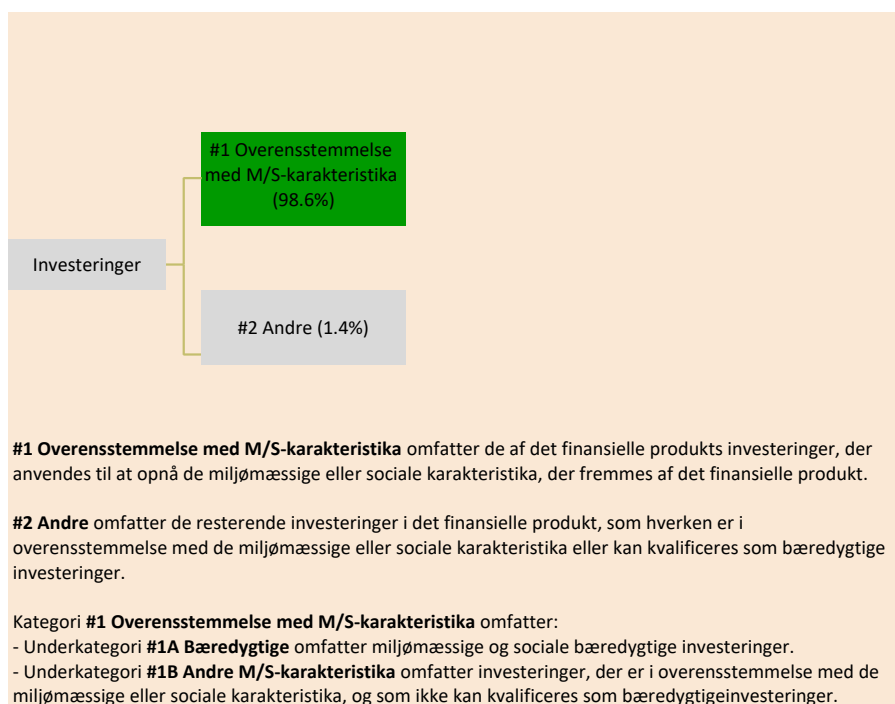 #1 Overensstemmelse
med M/S-karakteristika
(98.6%)
Investeringer
#2 Andre (1.4%)
#1 Overensstemmelse med M/S-karakteristika omfatter de af det finansielle produkts investeringer, der
anvendes til at opnå de miljømæssige eller sociale karakteristika, der fremmes af det finansielle produkt.
#2 Andre omfatter de resterende investeringer i det finansielle produkt, som hverken er i
overensstemmelse med de miljømæssige eller sociale karakteristika eller kan kvalificeres som bæredygtige
investeringer.
Kategori #1 Overensstemmelse med M/S-karakteristika omfatter:
- Underkategori #1A Bæredygtige omfatter miljømæssige og sociale bæredygtige investeringer.
- Underkategori #1B Andre M/S-karakteristika omfatter investeringer, der er i overensstemmelse med de
miljømæssige eller sociale karakteristika, og som ikke kan kvalificeres som bæredygtigeinvesteringer.